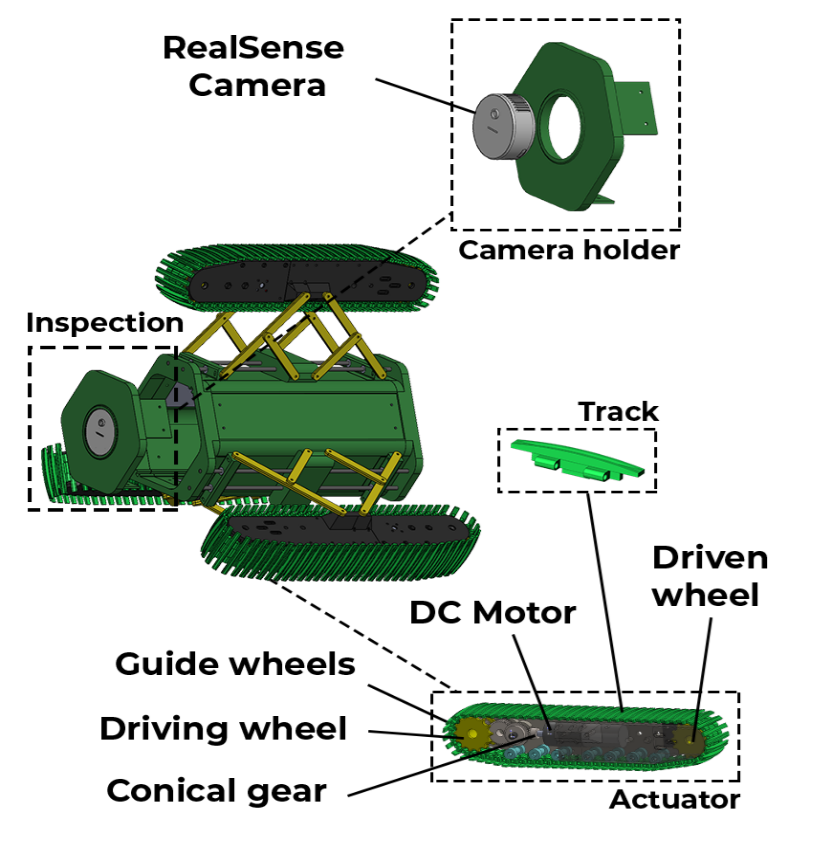 RealSense
Camera
Camera holder
Inspection
Track
Driven
wheel
DC Motor
Guide wheels
Driving wheel
Conical gear
Actuator